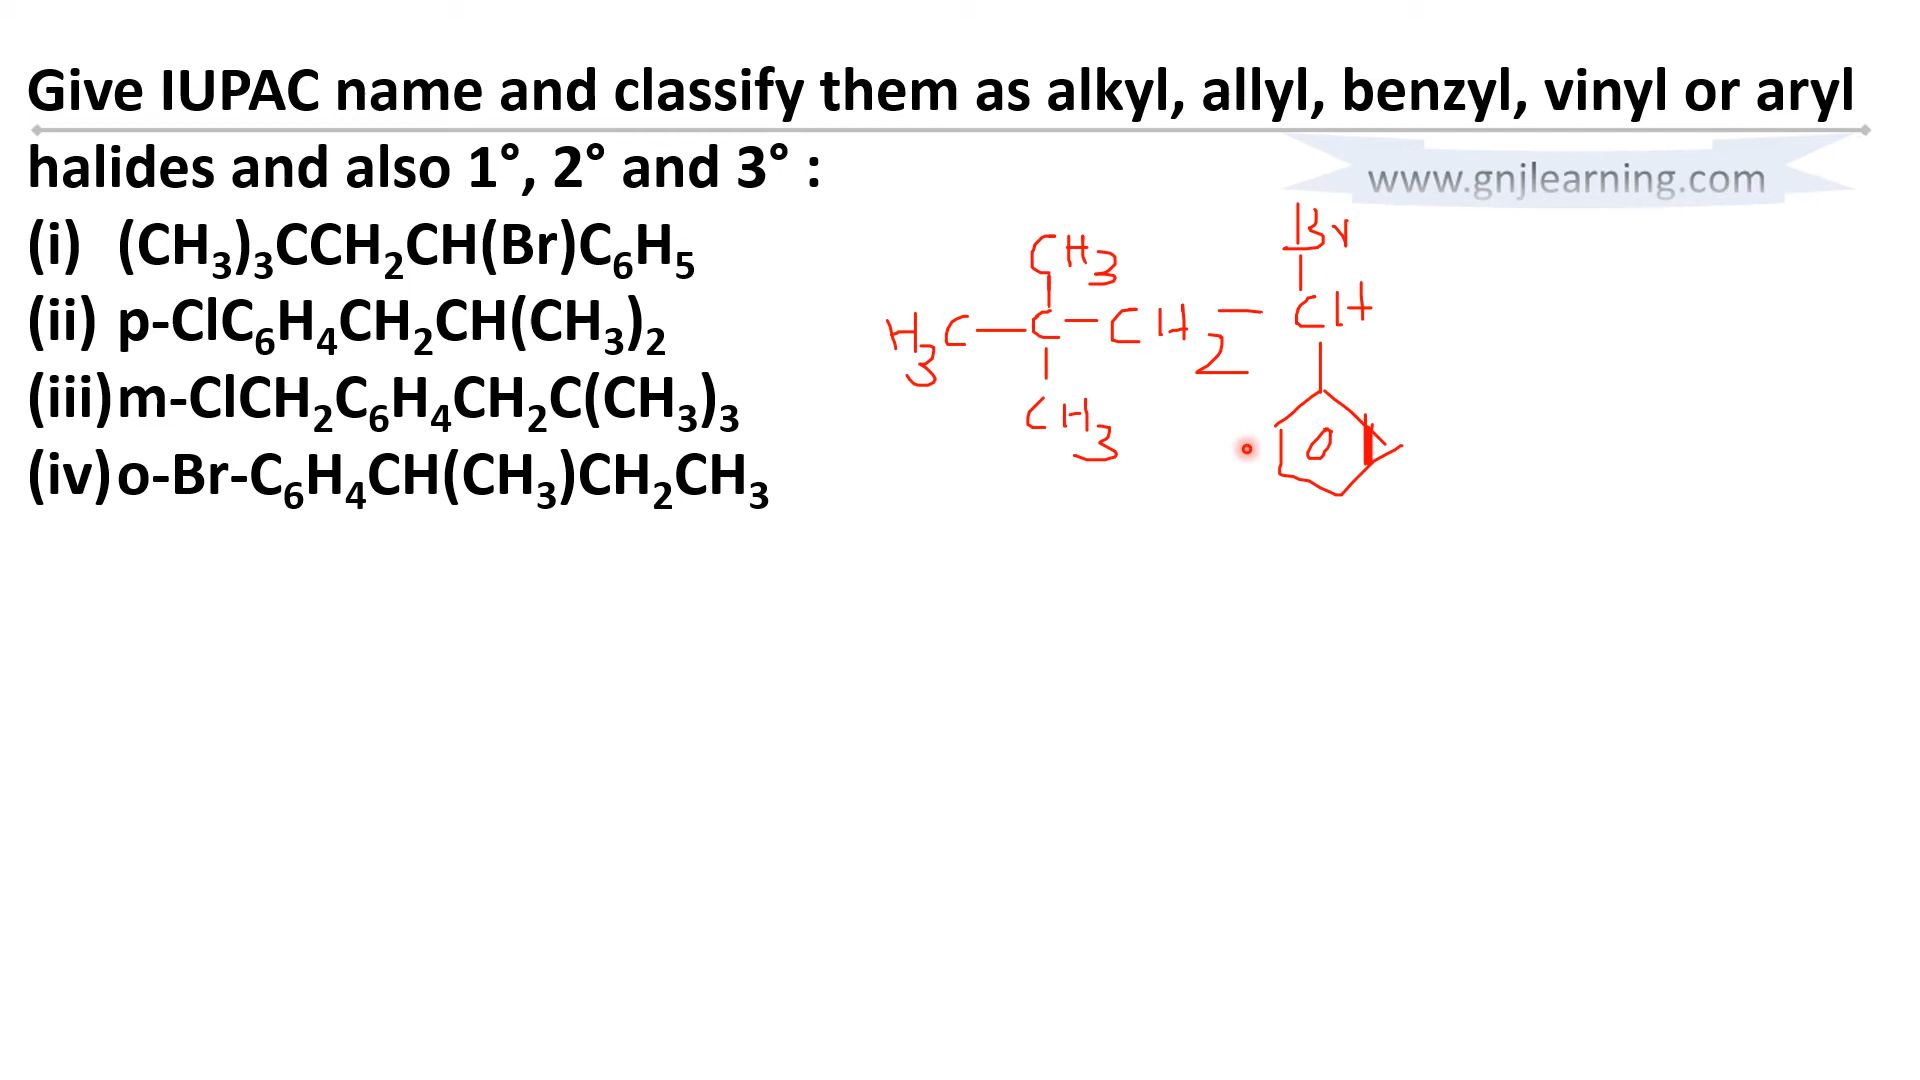 Give IUPAC name and classify them as alkyl, allyl, benzyl, vinyl or aryl
halides and also 1°, 2° and 3° :
www.gnjlearning.com
(i) (CH₃)₃CCH₂CH(Br)C₆H₅
(ii) p-ClC₆H₄CH₂CH(CH₃)₂
(iii) m-ClCH₂C₆H₄CH₂C(CH₃)₃
(iv) o-Br-C₆H₄CH(CH₃)CH₂CH₃
Br
CH₃
H₃C—C—CH₂—CH
CH₃